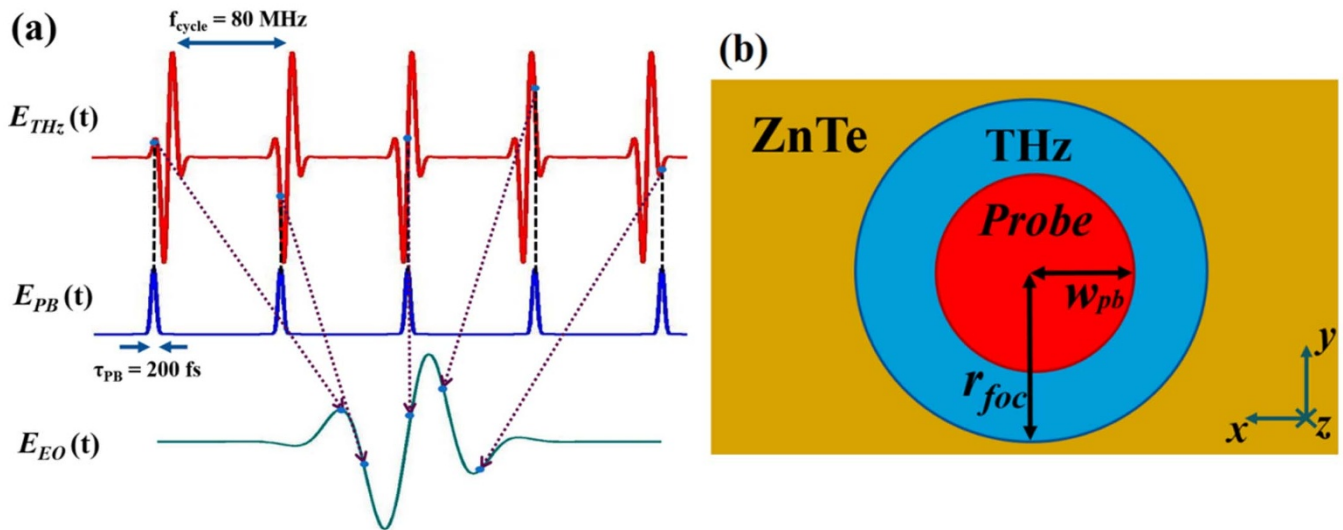 (a)
f_cycle = 80 MHz
E_THz (t)
E_PB (t)
τ_PB = 200 fs
E_EO (t)
(b)
ZnTe
THz
Probe
w_pb
r_foc
y
x
z